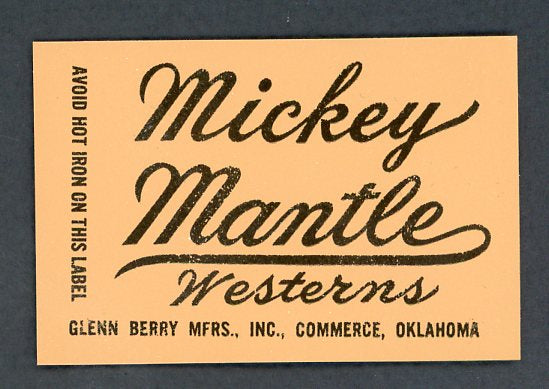 Mickey
Mantle
Westerns
GLENN BERRY MFRS., INC., COMMERCE, OKLAHOMA
AVOID HOT IRON ON THIS LABEL